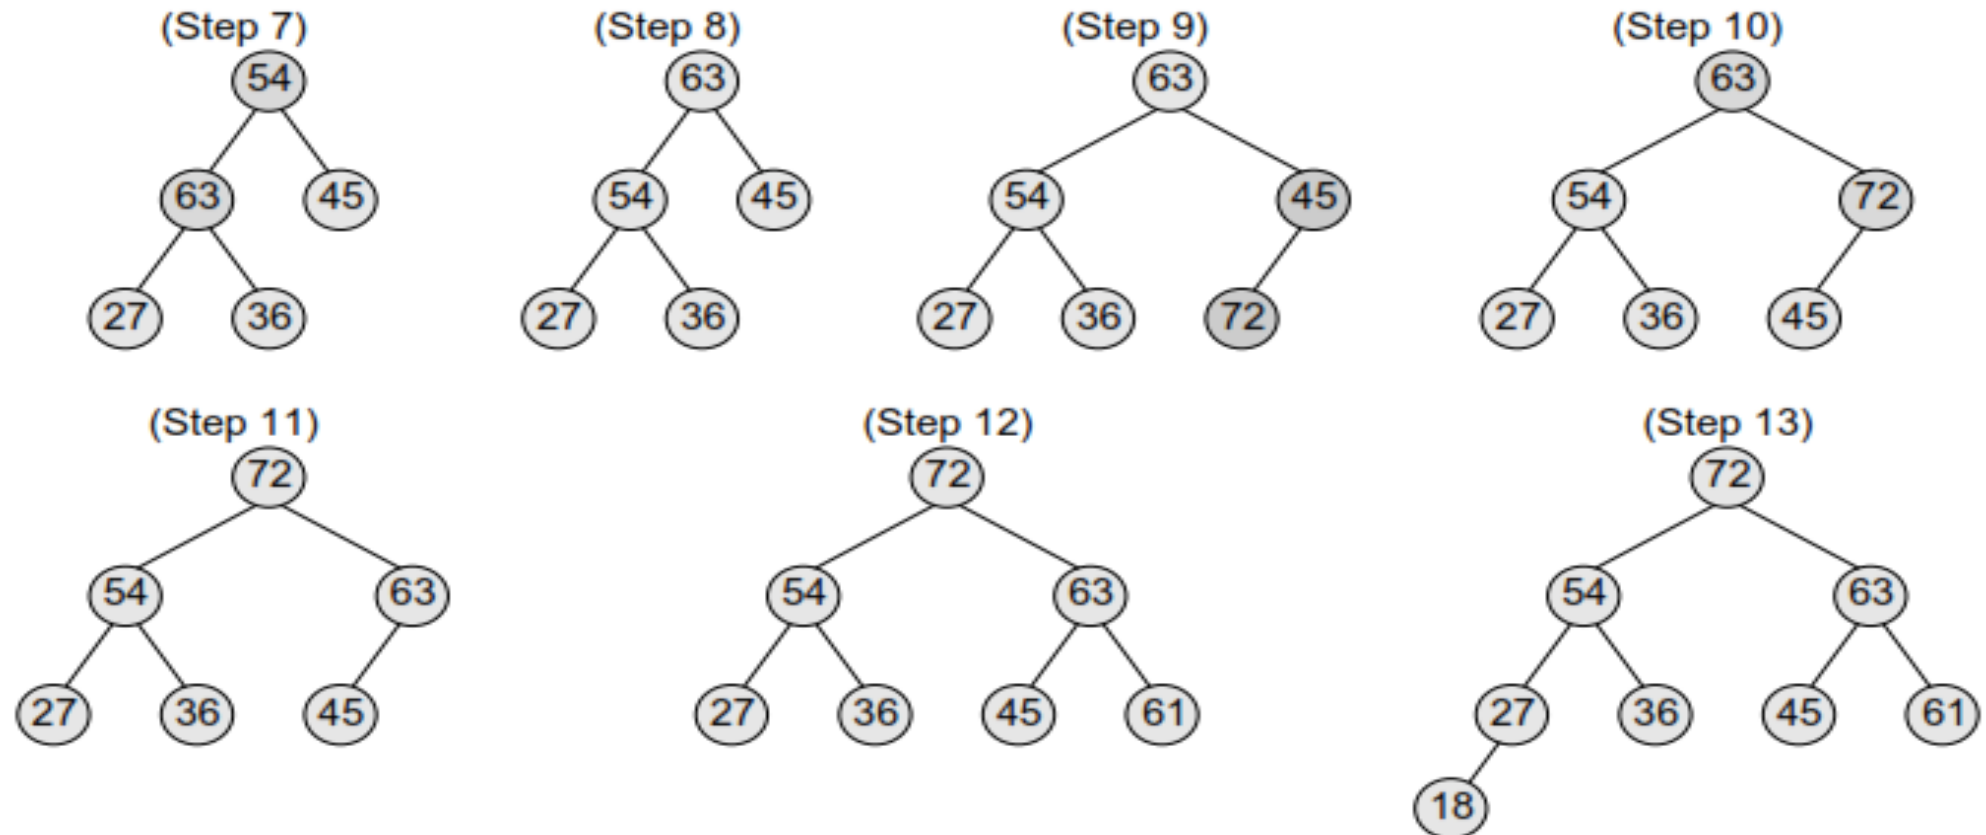 (Step 7) (Step 8) (Step 9) (Step 10)
54 63 63 63
63 45 54 45 54 45 54 72
27 36 27 36 27 36 72 27 36 45
(Step 11) (Step 12) (Step 13)
72 72 72
54 63 54 63 54 63
27 36 45 27 36 45 61 27 36 45 61
18